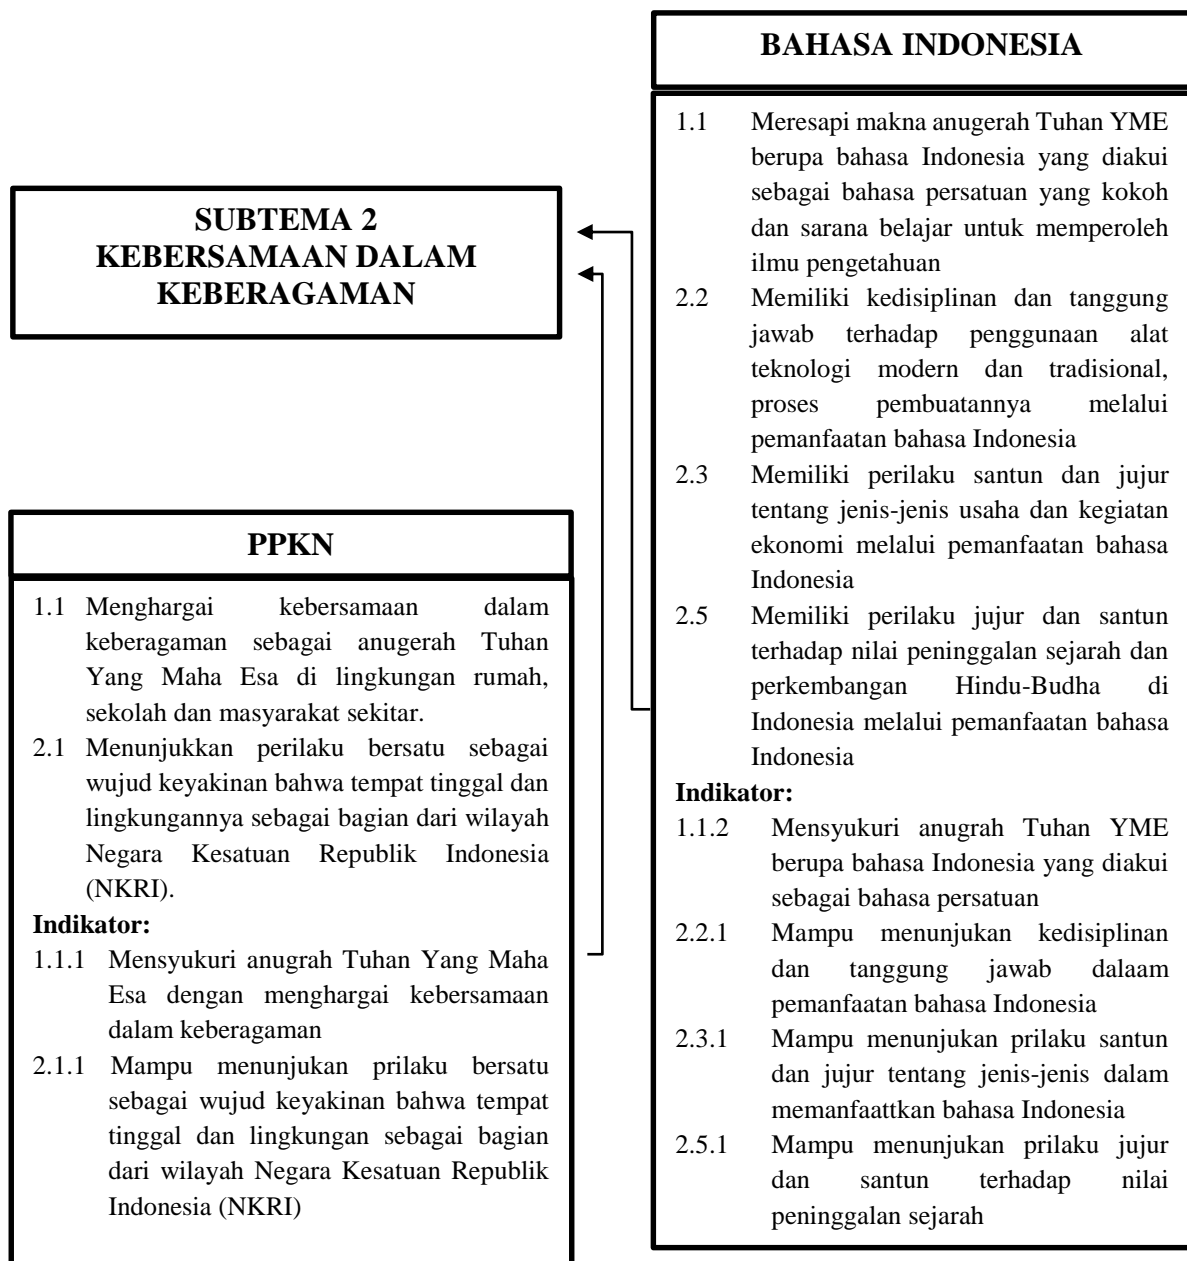 BAHASA INDONESIA
1.1 Meresapi makna anugerah Tuhan YME
berupa bahasa Indonesia yang diakui
sebagai bahasa persatuan yang kokoh
dan sarana belajar untuk memperoleh
ilmu pengetahuan
2.2 Memiliki kedisiplinan dan tanggung
jawab terhadap penggunaan alat
teknologi modern dan tradisional,
proses pembuatannya melalui
pemanfaatan bahasa Indonesia
2.3 Memiliki perilaku santun dan jujur
tentang jenis-jenis usaha dan kegiatan
ekonomi melalui pemanfaatan bahasa
Indonesia
2.5 Memiliki perilaku jujur dan santun
terhadap nilai peninggalan sejarah dan
perkembangan Hindu-Budha di
Indonesia melalui pemanfaatan bahasa
Indonesia
Indikator:
1.1.2 Mensyukuri anugrah Tuhan YME
berupa bahasa Indonesia yang diakui
sebagai bahasa persatuan
2.2.1 Mampu menunjukan kedisiplinan
dan tanggung jawab dalaam
pemanfaatan bahasa Indonesia
2.3.1 Mampu menunjukan prilaku santun
dan jujur tentang jenis-jenis dalam
memanfaattkan bahasa Indonesia
2.5.1 Mampu menunjukan prilaku jujur
dan santun terhadap nilai
peninggalan sejarah
SUBTEMA 2
KEBERSAMAAN DALAM
KEBERAGAMAN
PPKN
1.1 Menghargai kebersamaan dalam
keberagaman sebagai anugerah Tuhan
Yang Maha Esa di lingkungan rumah,
sekolah dan masyarakat sekitar.
2.1 Menunjukkan perilaku bersatu sebagai
wujud keyakinan bahwa tempat tinggal dan
lingkungannya sebagai bagian dari wilayah
Negara Kesatuan Republik Indonesia
(NKRI).
Indikator:
1.1.1 Mensyukuri anugrah Tuhan Yang Maha
Esa dengan menghargai kebersamaan
dalam keberagaman
2.1.1 Mampu menunjukan prilaku bersatu
sebagai wujud keyakinan bahwa tempat
tinggal dan lingkungan sebagai bagian
dari wilayah Negara Kesatuan Republik
Indonesia (NKRI)